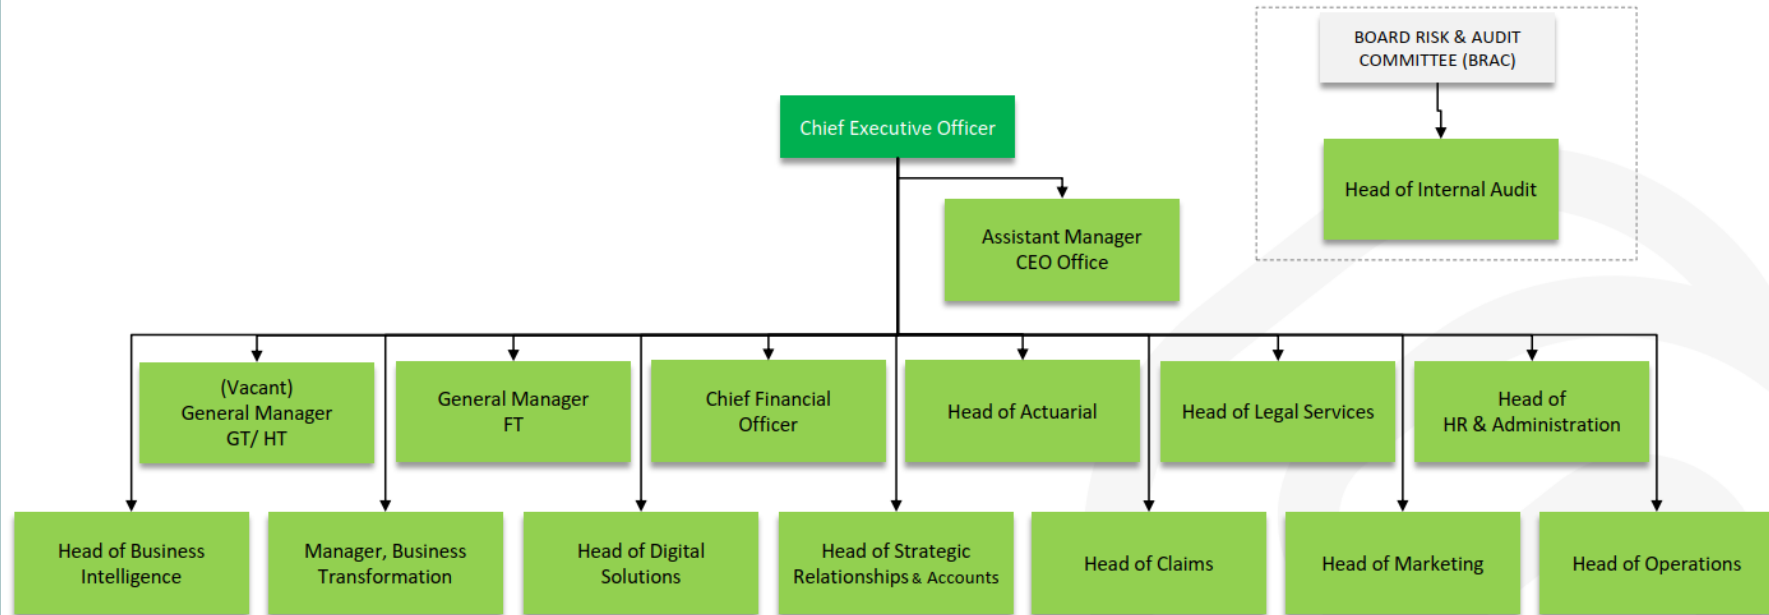 BOARD RISK & AUDIT
COMMITTEE (BRAC)
Chief Executive Officer
Head of Internal Audit
Assistant Manager
CEO Office
(Vacant)
General Manager
GT/ HT
General Manager
FT
Chief Financial
Officer
Head of Actuarial
Head of Legal Services
Head of
HR & Administration
Head of Business
Intelligence
Manager, Business
Transformation
Head of Digital
Solutions
Head of Strategic
Relationships & Accounts
Head of Claims
Head of Marketing
Head of Operations